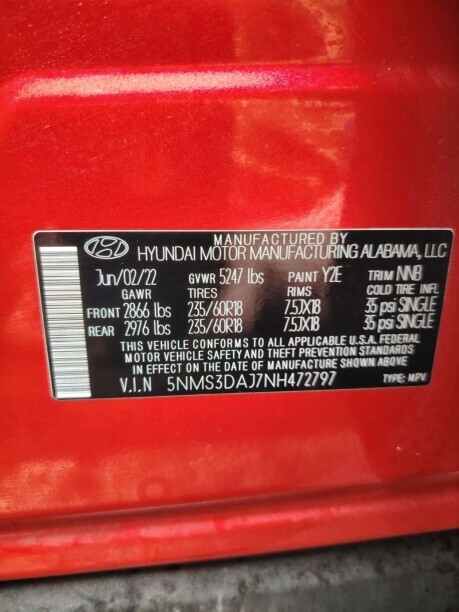 MANUFACTURED BY
HYUNDAI MOTOR MANUFACTURING ALABAMA, LLC
Jun/02/22 GVWR 5247 lbs PAINT Y2E TRIM NNB
GAWR TIRES RIMS COLD TIRE INFL
FRONT 2866 lbs 235/60R18 7.5JX18 35 psi SINGLE
REAR 2976 lbs 235/60R18 7.5JX18 35 psi SINGLE
THIS VEHICLE CONFORMS TO ALL APPLICABLE U.S.A. FEDERAL
MOTOR VEHICLE SAFETY AND THEFT PREVENTION STANDARDS
IN EFFECT ON THE DATE OF MANUFACTURE SHOWN ABOVE.
V.I.N 5NMS3DAJ7NH472797 TYPE: MPV